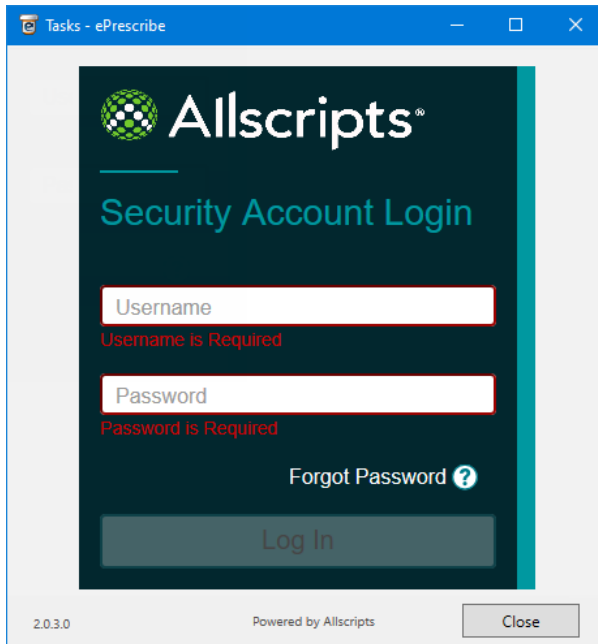 Tasks - ePrescribe
Allscripts®
Security Account Login
Username
Username is Required
Password
Password is Required
Forgot Password ?
Log In
2.0.3.0 Powered by Allscripts Close